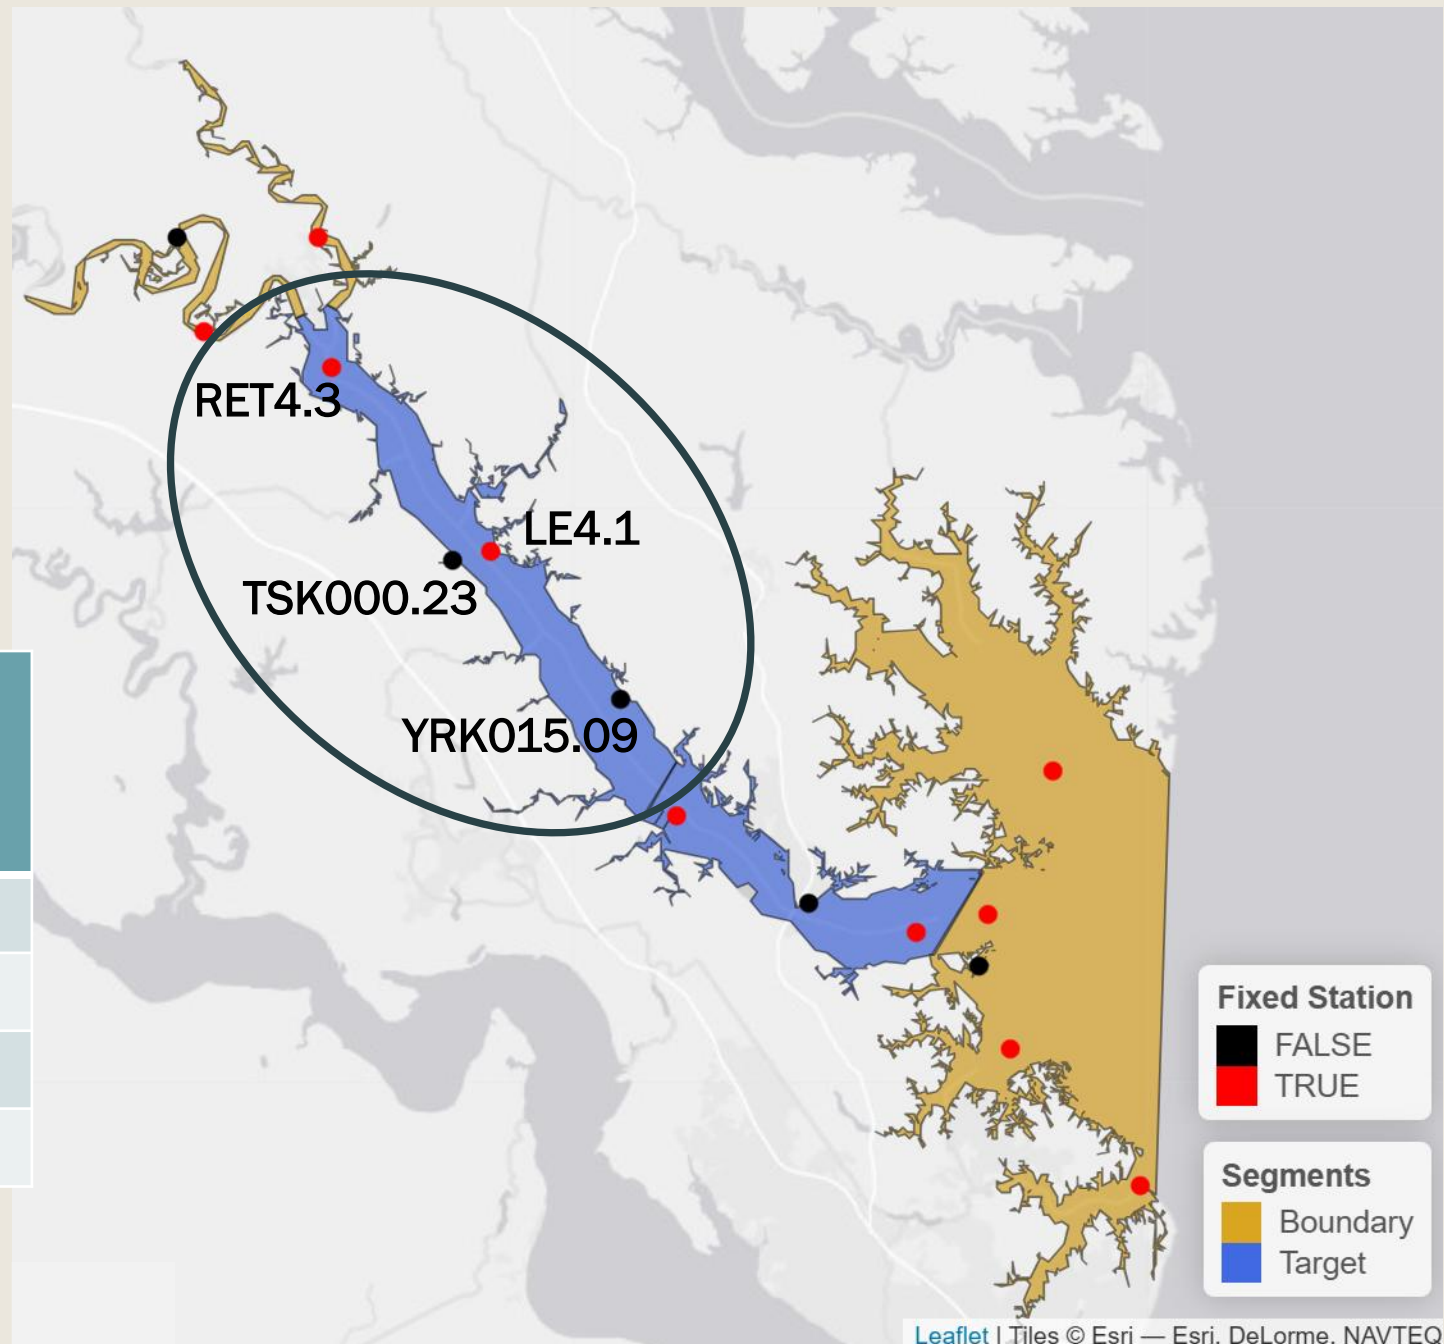 RET4.3
LE4.1
TSK000.23
YRK015.09
Fixed Station
FALSE
TRUE
Segments
Boundary
Target
Leaflet | Tiles © Esri — Esri, DeLorme, NAVTEQ